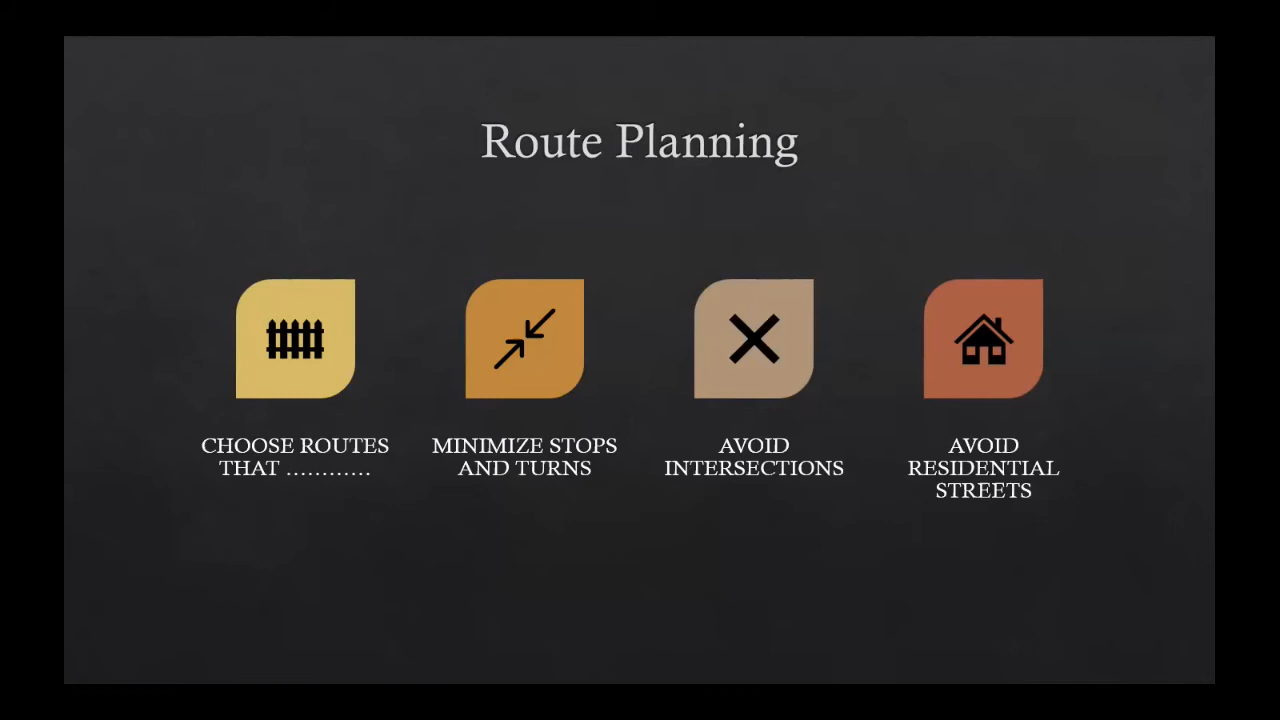 Route Planning
CHOOSE ROUTES
THAT …………
MINIMIZE STOPS
AND TURNS
AVOID
INTERSECTIONS
AVOID
RESIDENTIAL
STREETS